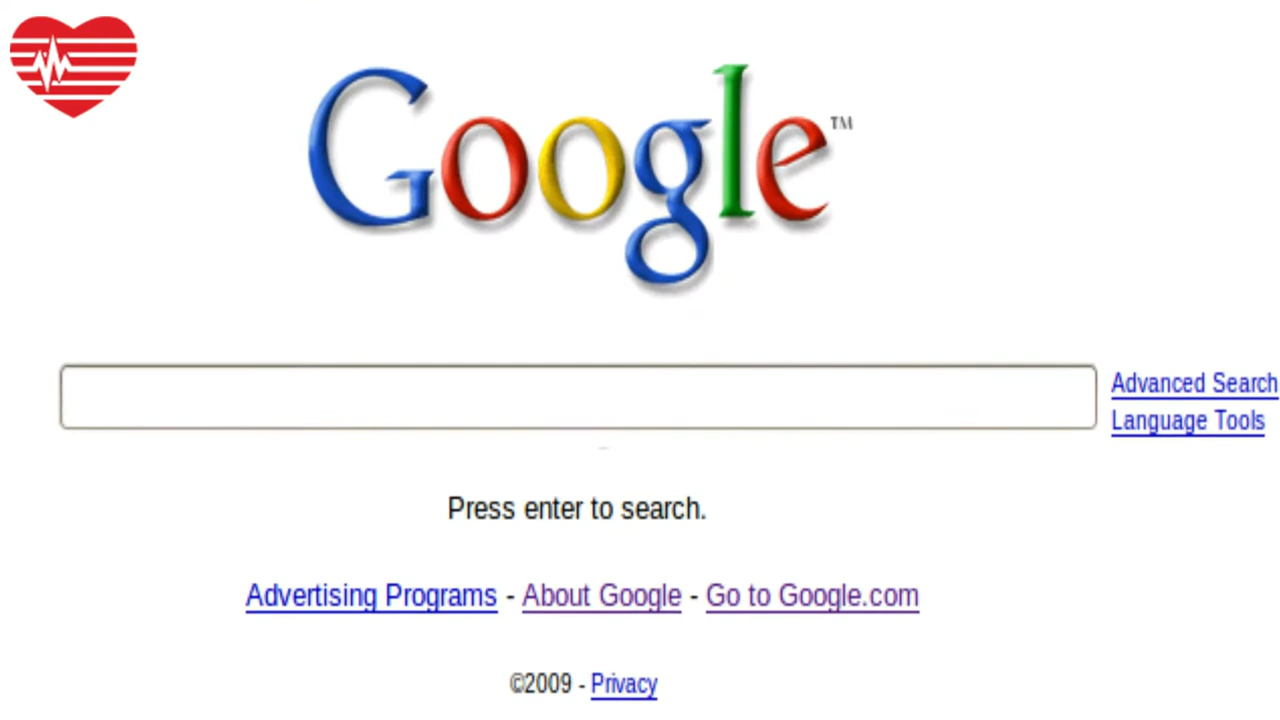 Google™
Advanced Search
Language Tools
Press enter to search.
Advertising Programs - About Google - Go to Google.com
©2009 - Privacy